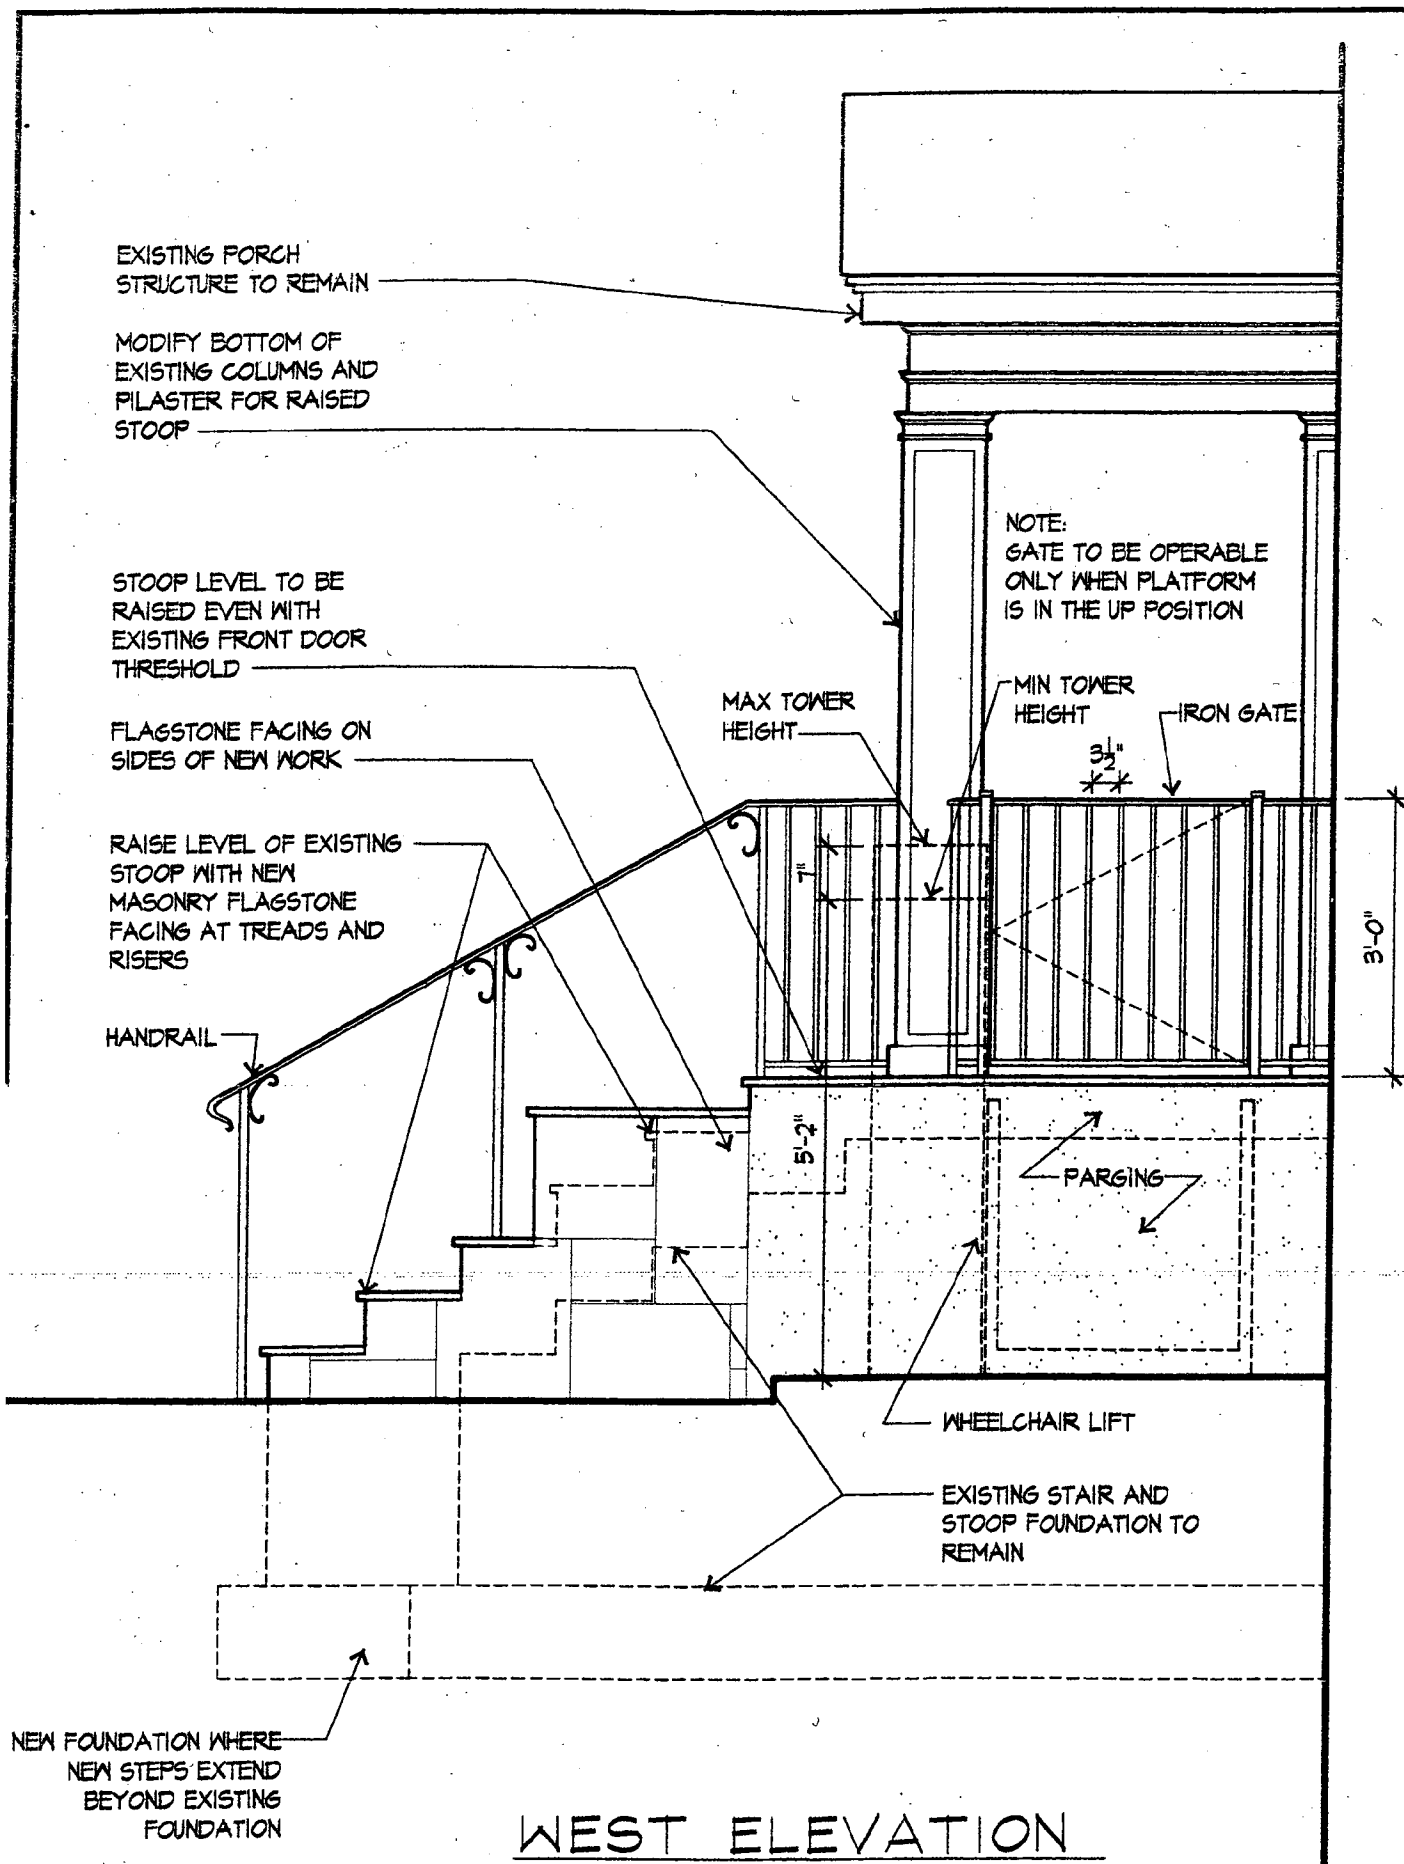 EXISTING PORCH
STRUCTURE TO REMAIN
MODIFY BOTTOM OF
EXISTING COLUMNS AND
PILASTER FOR RAISED
STOOP
NOTE:
GATE TO BE OPERABLE
ONLY WHEN PLATFORM
IS IN THE UP POSITION
STOOP LEVEL TO BE
RAISED EVEN WITH
EXISTING FRONT DOOR
THRESHOLD
MAX TOWER
HEIGHT
MIN TOWER
HEIGHT
IRON GATE
3½"
FLAGSTONE FACING ON
SIDES OF NEW WORK
RAISE LEVEL OF EXISTING
STOOP WITH NEW
MASONRY FLAGSTONE
FACING AT TREADS AND
RISERS
7"
3'-0"
HANDRAIL
5'-2"
PARGING
WHEELCHAIR LIFT
EXISTING STAIR AND
STOOP FOUNDATION TO
REMAIN
NEW FOUNDATION WHERE
NEW STEPS EXTEND
BEYOND EXISTING
FOUNDATION
WEST ELEVATION